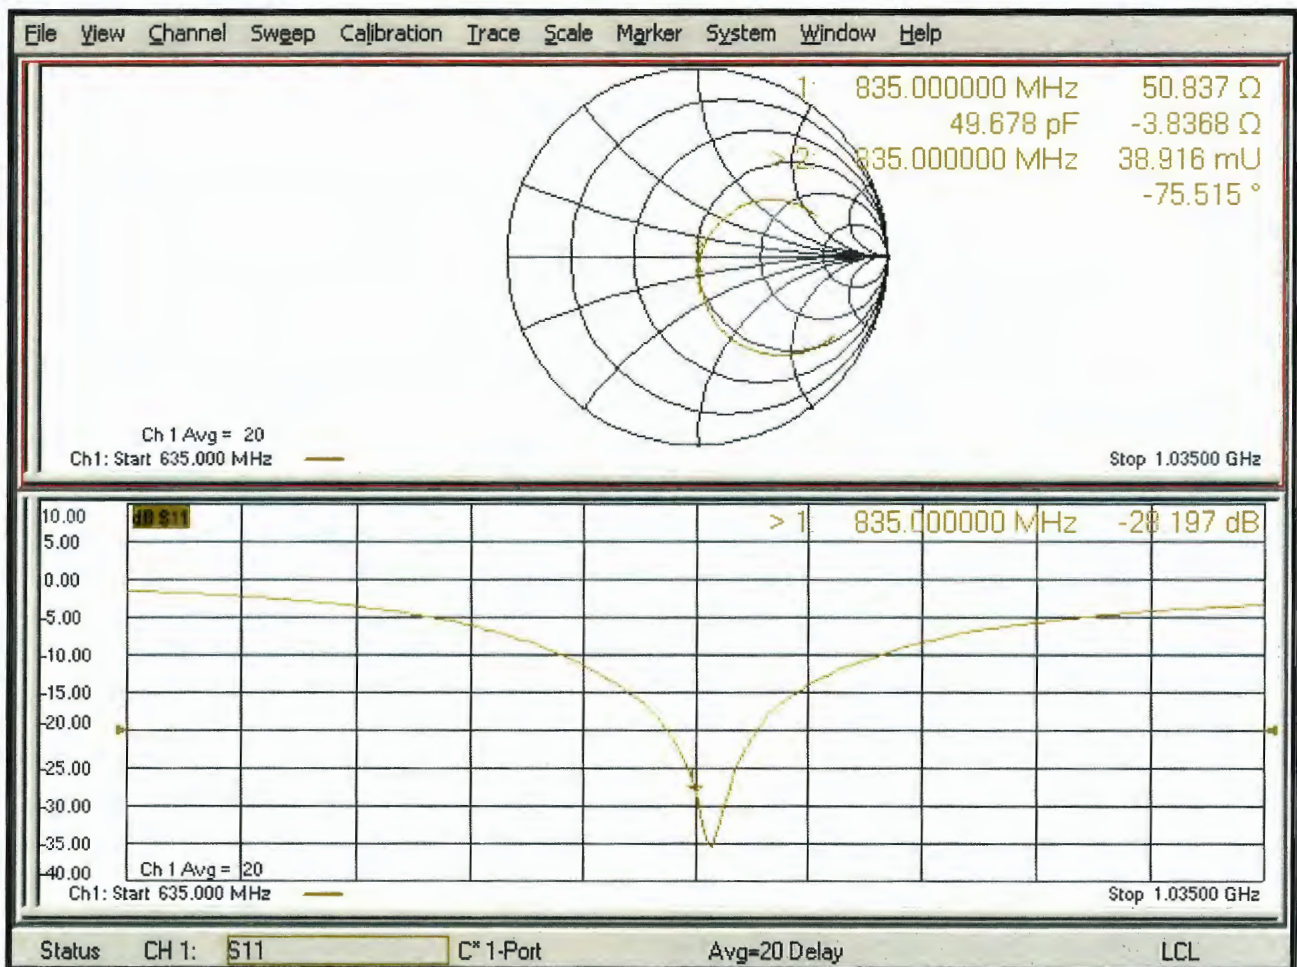 File View Channel Sweep Calibration Trace Scale Marker System Window Help
1: 835.000000 MHz 50.837 Ω
49.678 pF -3.8368 Ω
> 2: 835.000000 MHz 38.916 mU
-75.515 °
Ch 1 Avg = 20
Ch1: Start 635.000 MHz
Stop 1.03500 GHz
10.00
dB S11
> 1: 835.000000 MHz -28.197 dB
5.00
0.00
-5.00
-10.00
-15.00
-20.00
-25.00
-30.00
-35.00
-40.00
Ch 1 Avg = 20
Ch1: Start 635.000 MHz
Stop 1.03500 GHz
Status CH 1: S11 C* 1-Port Avg=20 Delay LCL